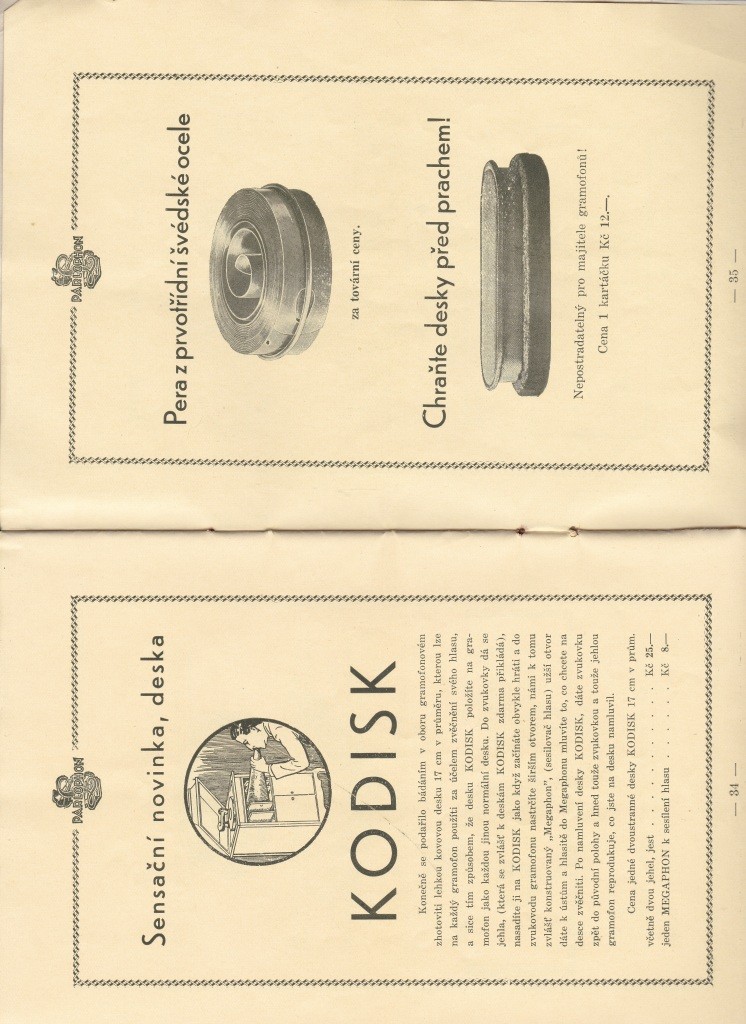 PARLOPHON
Sensační novinka, deska
KODISK
Konečně se podařilo bádáním v oboru gramofonovém
zhotoviti lehkou kovovou desku 17 cm v průměru, kterou lze
na každý gramofon použíti za účelem zvěčnění svého hlasu,
a sice tím způsobem, že desku KODISK položíte na gra-
mofon jako každou jinou normální desku. Do zvukovky dá se
jehla, (která se zvlášť k deskám KODISK zdarma přikládá),
nasadíte ji na KODISK jako když začínáte obvykle hráti a do
zvukovodu gramofonu nastrčíte širším otvorem, námi k tomu
zvlášť konstruovaný „Megaphon", (sesilovač hlasu) užší otvor
dáte k ústům a hlasitě do Megaphonu mluvíte to, co chcete na
desce zvěčniti. Po namluvení desky KODISK, dáte zvukovku
zpět do původní polohy a hned touže zvukovkou a touže jehlou
gramofon reprodukuje, co jste na desku namluvil.
Cena jedné dvoustranné desky KODISK 17 cm v prům.
včetně dvou jehel, jest . . . . . . . . . . Kč 25.—
jeden MEGAPHON k sesílení hlasu . . . . . . . Kč 8.—
— 34 —
PARLOPHON
Pera z prvotřídní švédské ocele
za tovární ceny.
Chraňte desky před prachem!
Nepostradatelný pro majitele gramofonů!
Cena 1 kartáčku Kč 12.—.
— 35 —